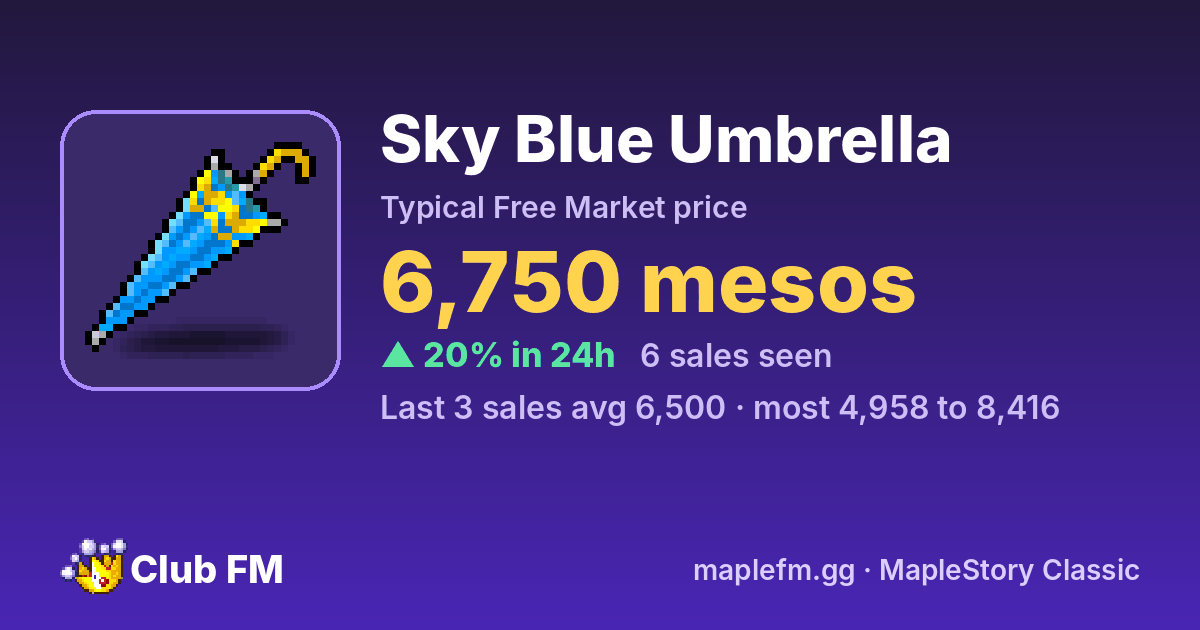 Sky Blue Umbrella
Typical Free Market price
6,750 mesos
▲ 20% in 24h 6 sales seen
Last 3 sales avg 6,500 · most 4,958 to 8,416
Club FM
maplefm.gg · MapleStory Classic